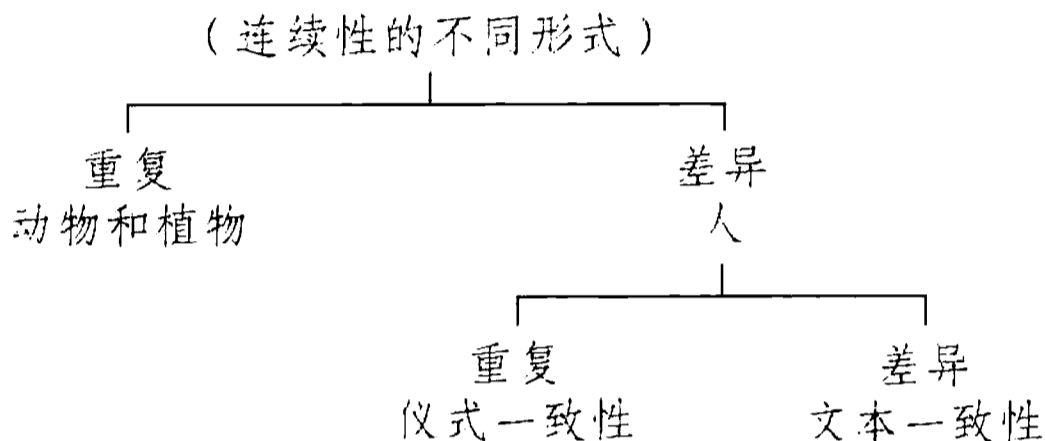 （连续性的不同形式）
重复 差异
动物和植物 人
重复 差异
仪式一致性 文本一致性